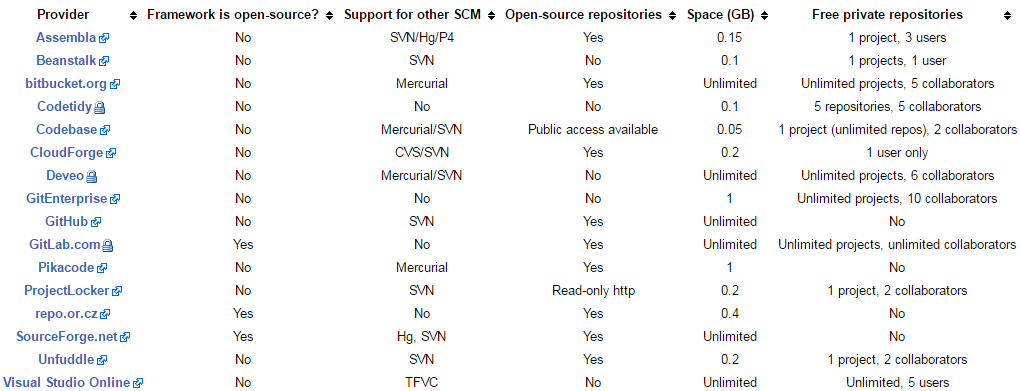 Provider Framework is open-source? Support for other SCM Open-source repositories Space (GB) Free private repositories
Assembla No SVN/Hg/P4 Yes 0.15 1 project, 3 users
Beanstalk No SVN No 0.1 1 projects, 1 user
bitbucket.org No Mercurial Yes Unlimited Unlimited projects, 5 collaborators
Codetidy No No No 0.1 5 repositories, 5 collaborators
Codebase No Mercurial/SVN Public access available 0.05 1 project (unlimited repos), 2 collaborators
CloudForge No CVS/SVN Yes 0.2 1 user only
Deveo No Mercurial/SVN No Unlimited Unlimited projects, 6 collaborators
GitEnterprise No No No 1 Unlimited projects, 10 collaborators
GitHub No SVN Yes Unlimited No
GitLab.com Yes No Yes Unlimited Unlimited projects, unlimited collaborators
Pikacode No Mercurial Yes 1 No
ProjectLocker No SVN Read-only http 0.2 1 project, 2 collaborators
repo.or.cz Yes No Yes 0.4 No
SourceForge.net Yes Hg, SVN Yes Unlimited No
Unfuddle No SVN Yes 0.2 1 project, 2 collaborators
Visual Studio Online No TFVC No Unlimited Unlimited, 5 users